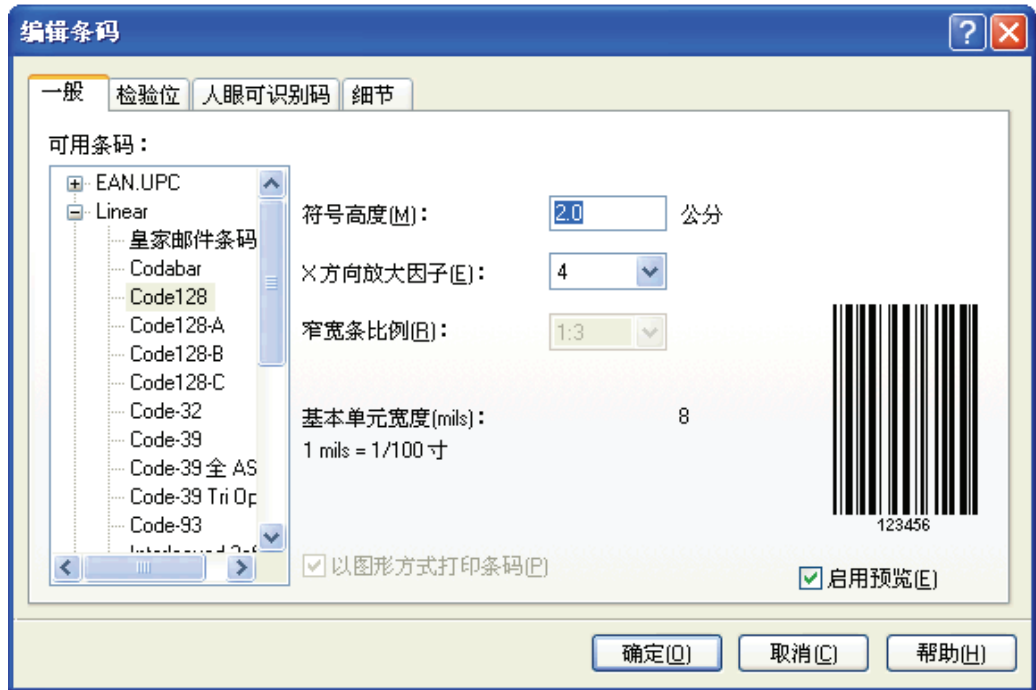 编辑条码
一般 检验位 人眼可识别码 细节
可用条码：
EAN.UPC
Linear
皇家邮件条码
Codabar
Code128
Code128-A
Code128-B
Code128-C
Code-32
Code-39
Code-39 全 AS
Code-39 Tri Op
Code-93
符号高度(M)： 2.0 公分
X方向放大因子(E)： 4
窄宽条比例(R)： 1:3
基本单元宽度(mils)： 8
1 mils = 1/100 寸
123456
以图形方式打印条码(P)
启用预览(E)
确定(O) 取消(C) 帮助(H)